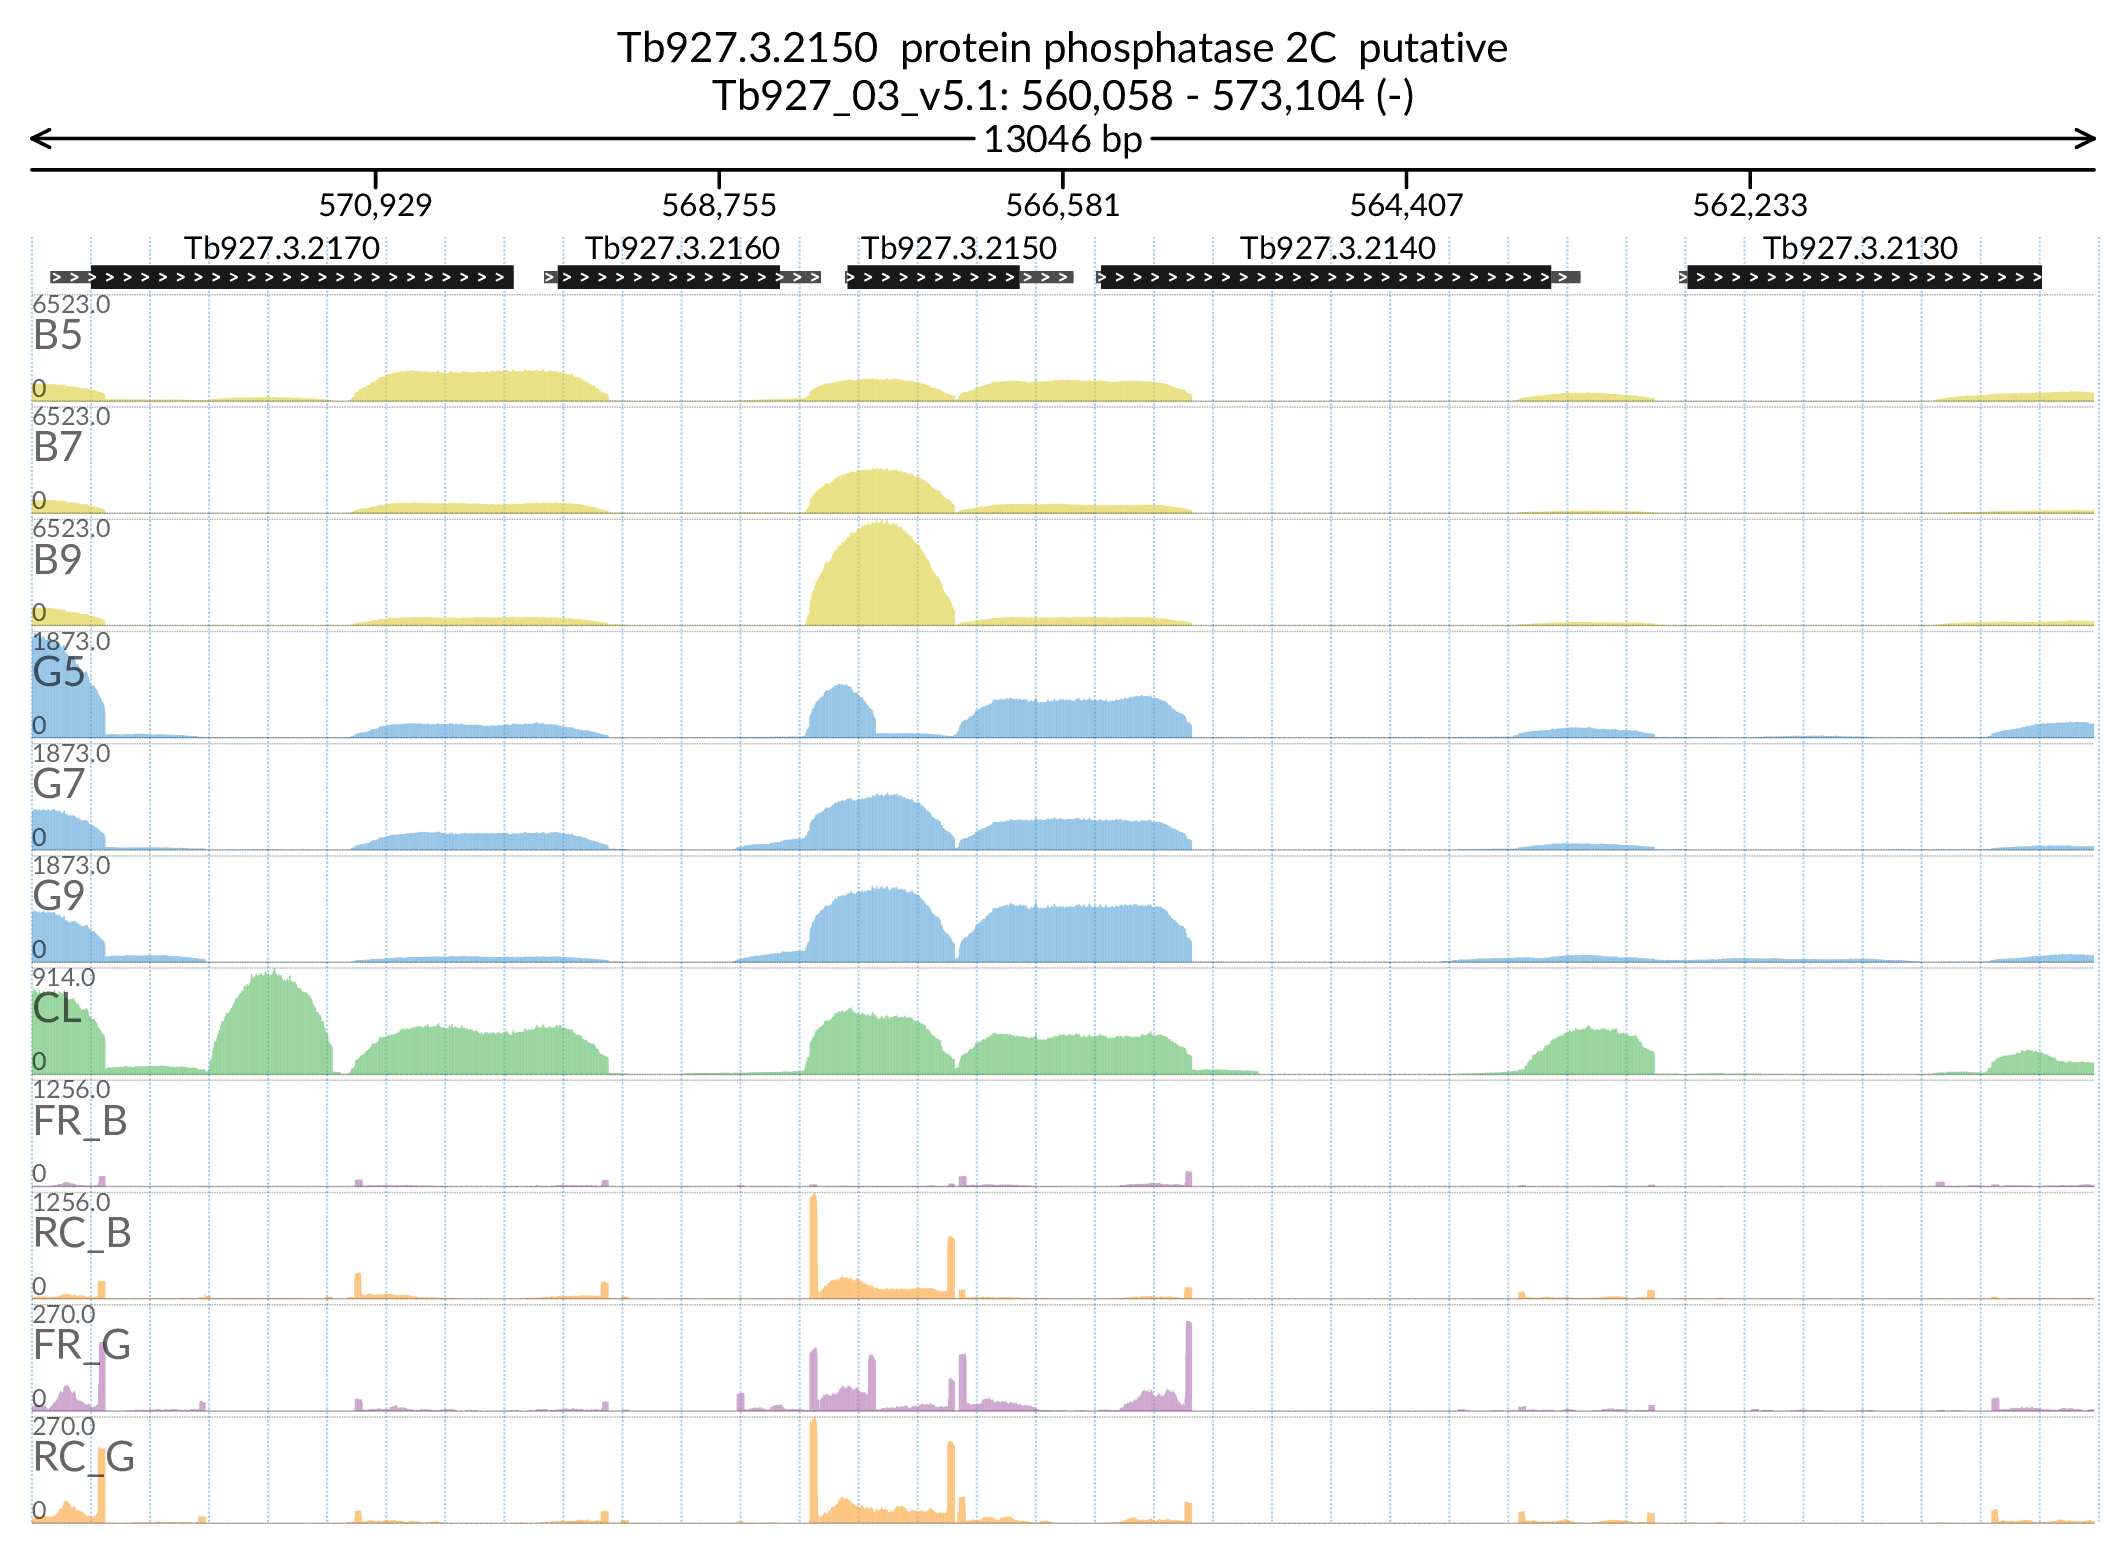 Tb927.3.2150  protein phosphatase 2C  putative
Tb927_03_v5.1: 560,058 - 573,104 (-)
13046 bp
570,929 568,755 566,581 564,407 562,233
Tb927.3.2170 Tb927.3.2160 Tb927.3.2150 Tb927.3.2140 Tb927.3.2130
6523.0
B5
0
6523.0
B7
0
6523.0
B9
0
1873.0
G5
0
1873.0
G7
0
1873.0
G9
0
914.0
CL
0
1256.0
FR_B
0
1256.0
RC_B
0
270.0
FR_G
0
270.0
RC_G
0